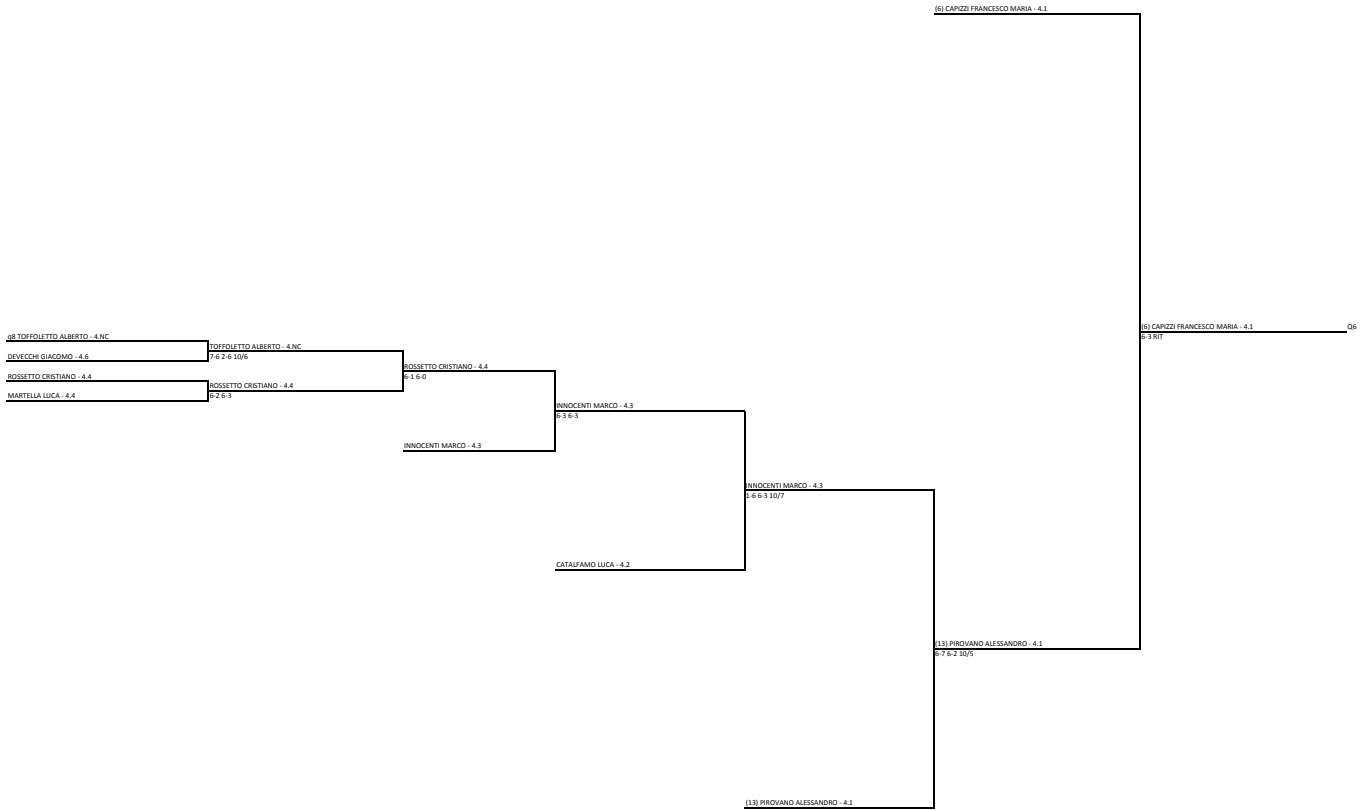 (6) CAPIZZI FRANCESCO MARIA - 4.1
q8 TOFFOLETTO ALBERTO - 4.NC
DEVECCHI GIACOMO - 4.6
ROSSETTO CRISTIANO - 4.4
MARTELLA LUCA - 4.4
TOFFOLETTO ALBERTO - 4.NC
7-6 2-6 10/6
ROSSETTO CRISTIANO - 4.4
6-2 6-3
ROSSETTO CRISTIANO - 4.4
6-1 6-0
INNOCENTI MARCO - 4.3
INNOCENTI MARCO - 4.3
6-3 6-3
CATALFAMO LUCA - 4.2
INNOCENTI MARCO - 4.3
1-6 6-3 10/7
(13) PIROVANO ALESSANDRO - 4.1
(13) PIROVANO ALESSANDRO - 4.1
6-7 6-2 10/5
(6) CAPIZZI FRANCESCO MARIA - 4.1
6-3 RIT
Q6